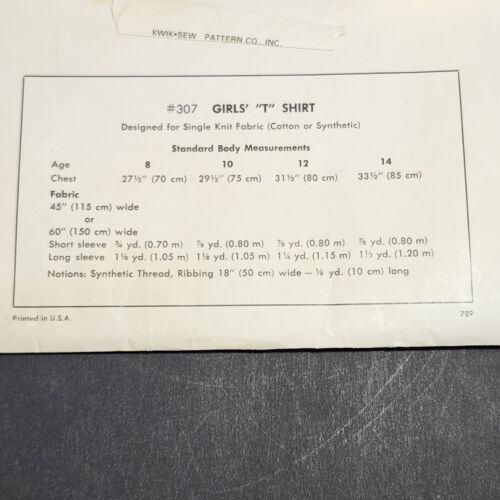 KWIK•SEW PATTERN CO., INC.
#307 GIRLS' "T" SHIRT
Designed for Single Knit Fabric (Cotton or Synthetic)
Standard Body Measurements
Age 8 10 12 14
Chest 27½" (70 cm) 29½" (75 cm) 31½" (80 cm) 33½" (85 cm)
Fabric
45" (115 cm) wide
or
60" (150 cm) wide
Short sleeve ¾ yd. (0.70 m) ⅞ yd. (0.80 m) ⅞ yd. (0.80 m) ⅞ yd. (0.80 m)
Long sleeve 1⅛ yd. (1.05 m) 1⅛ yd. (1.05 m) 1¼ yd. (1.15 m) 1⅓ yd. (1.20 m)
Notions: Synthetic Thread, Ribbing 18" (50 cm) wide — ⅛ yd. (10 cm) long
Printed in U.S.A. 789